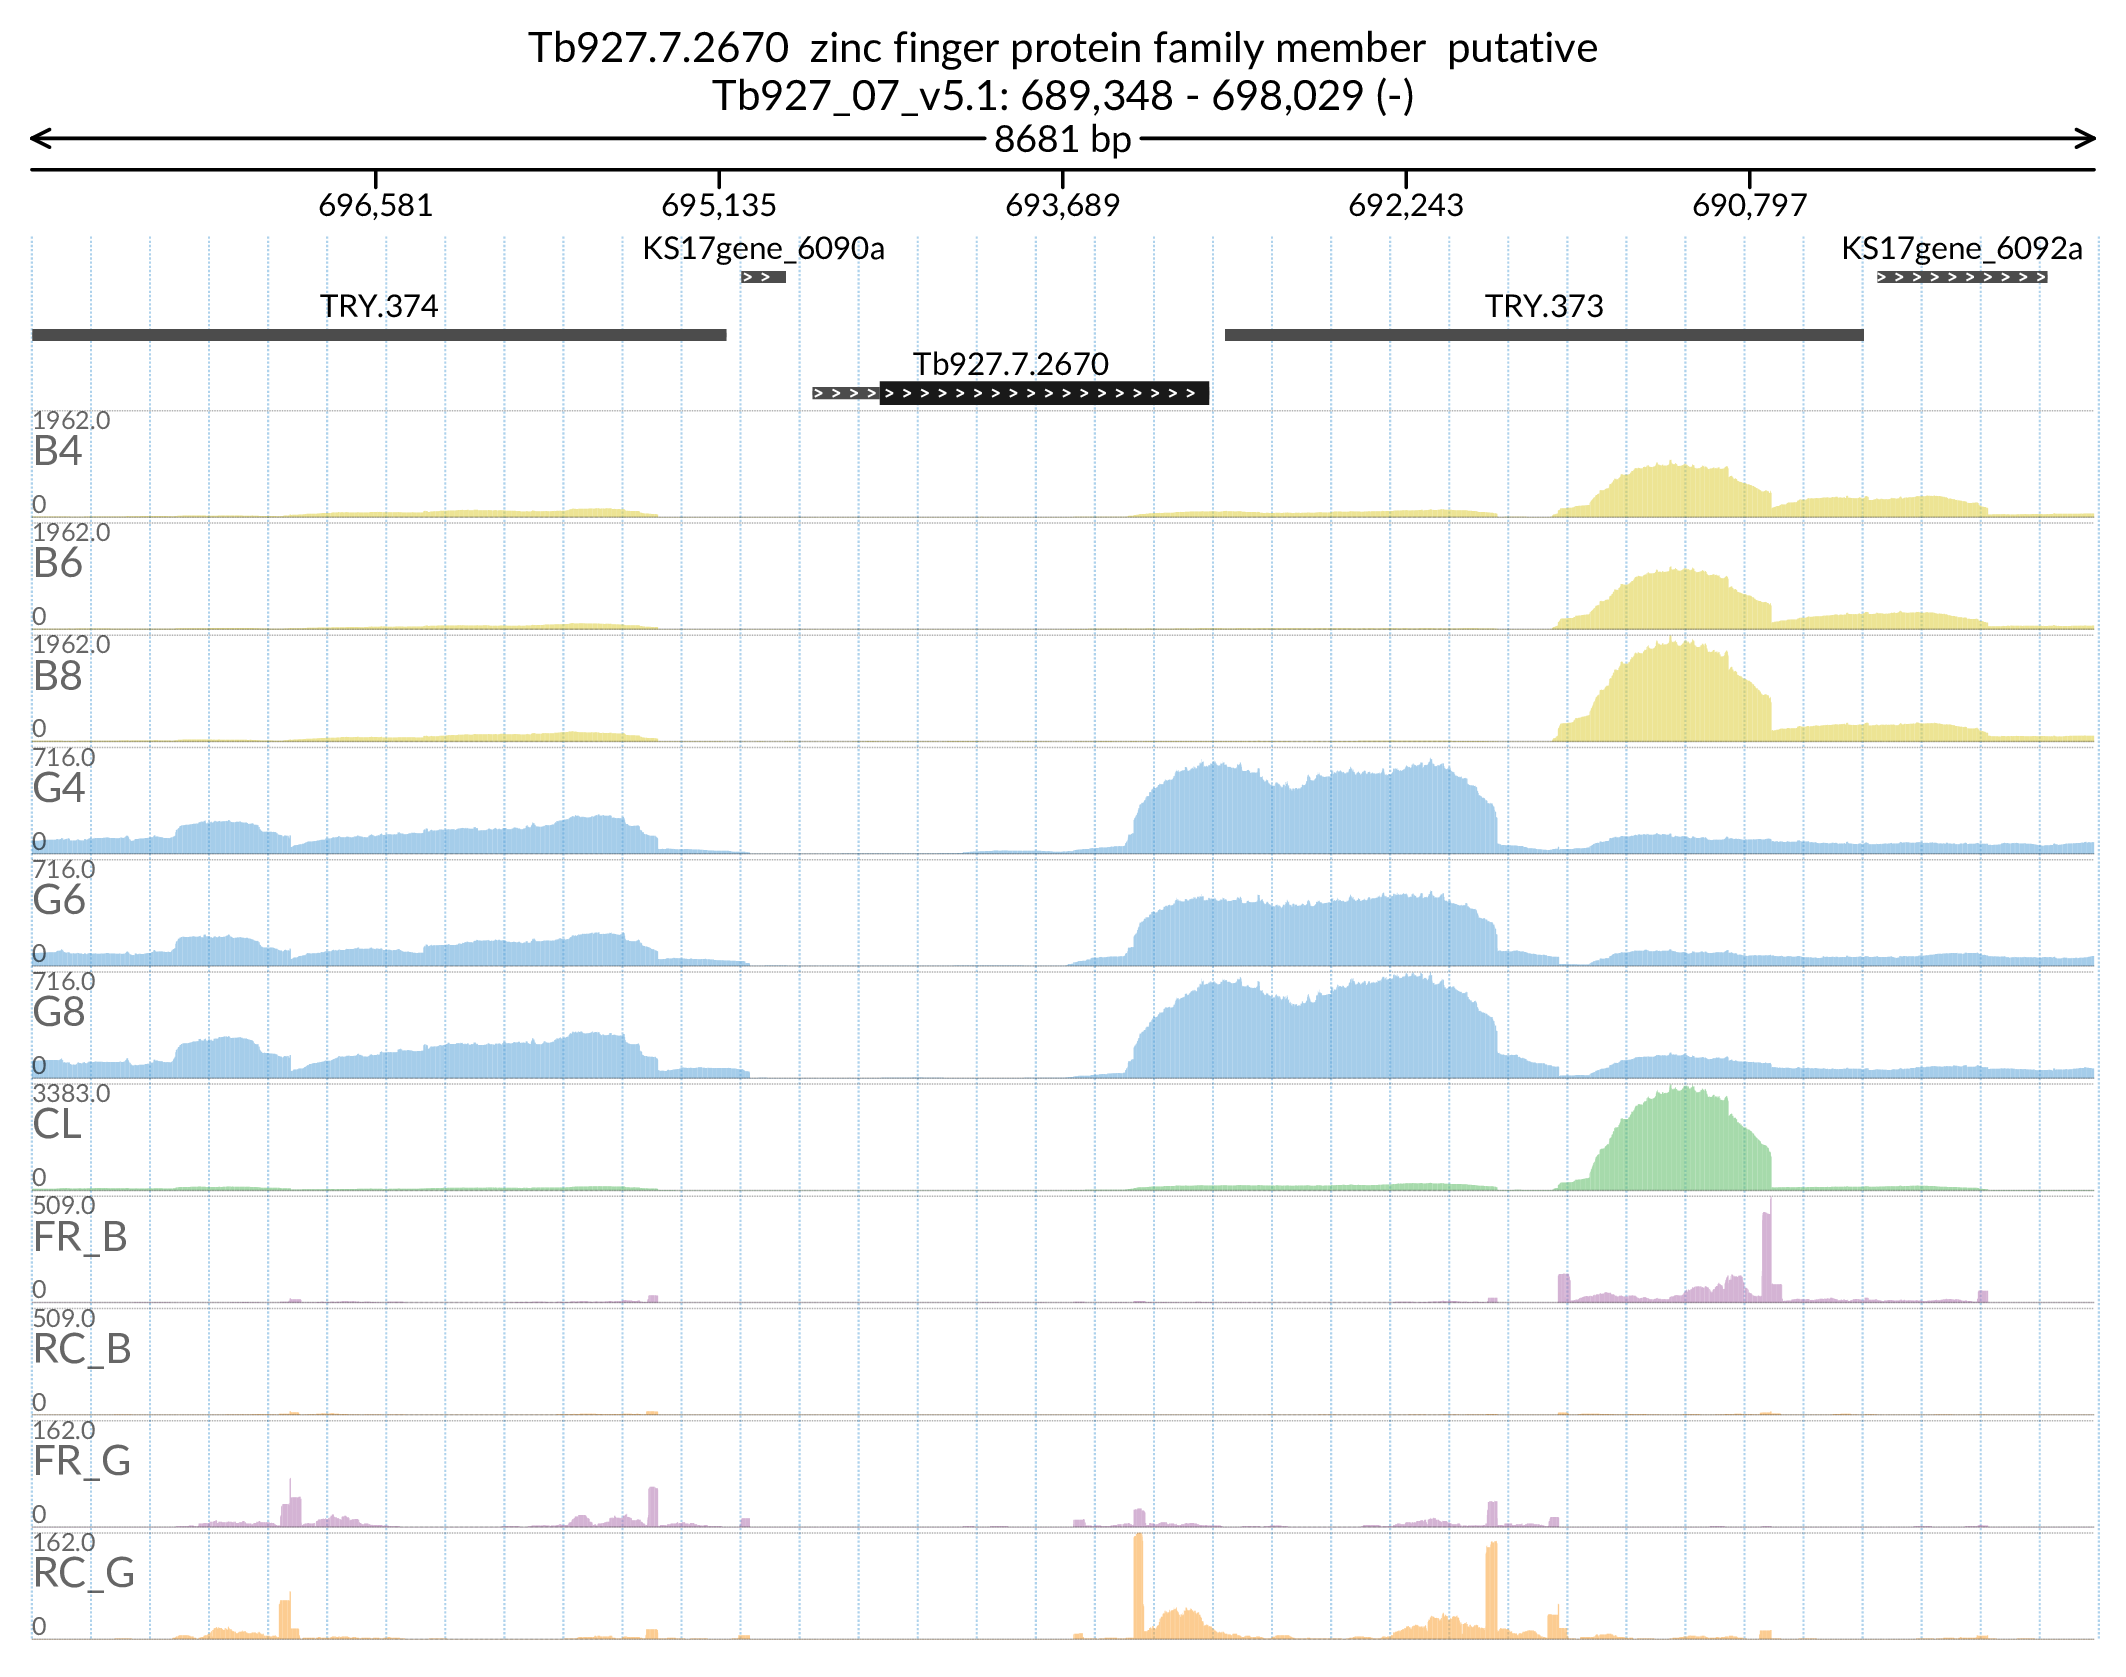 Tb927.7.2670  zinc finger protein family member  putative
Tb927_07_v5.1: 689,348 - 698,029 (-)
8681 bp
696,581 695,135 693,689 692,243 690,797
KS17gene_6090a KS17gene_6092a
TRY.374 TRY.373
Tb927.7.2670
1962.0
B4
0
1962.0
B6
0
1962.0
B8
0
716.0
G4
0
716.0
G6
0
716.0
G8
0
3383.0
CL
0
509.0
FR_B
0
509.0
RC_B
0
162.0
FR_G
0
162.0
RC_G
0